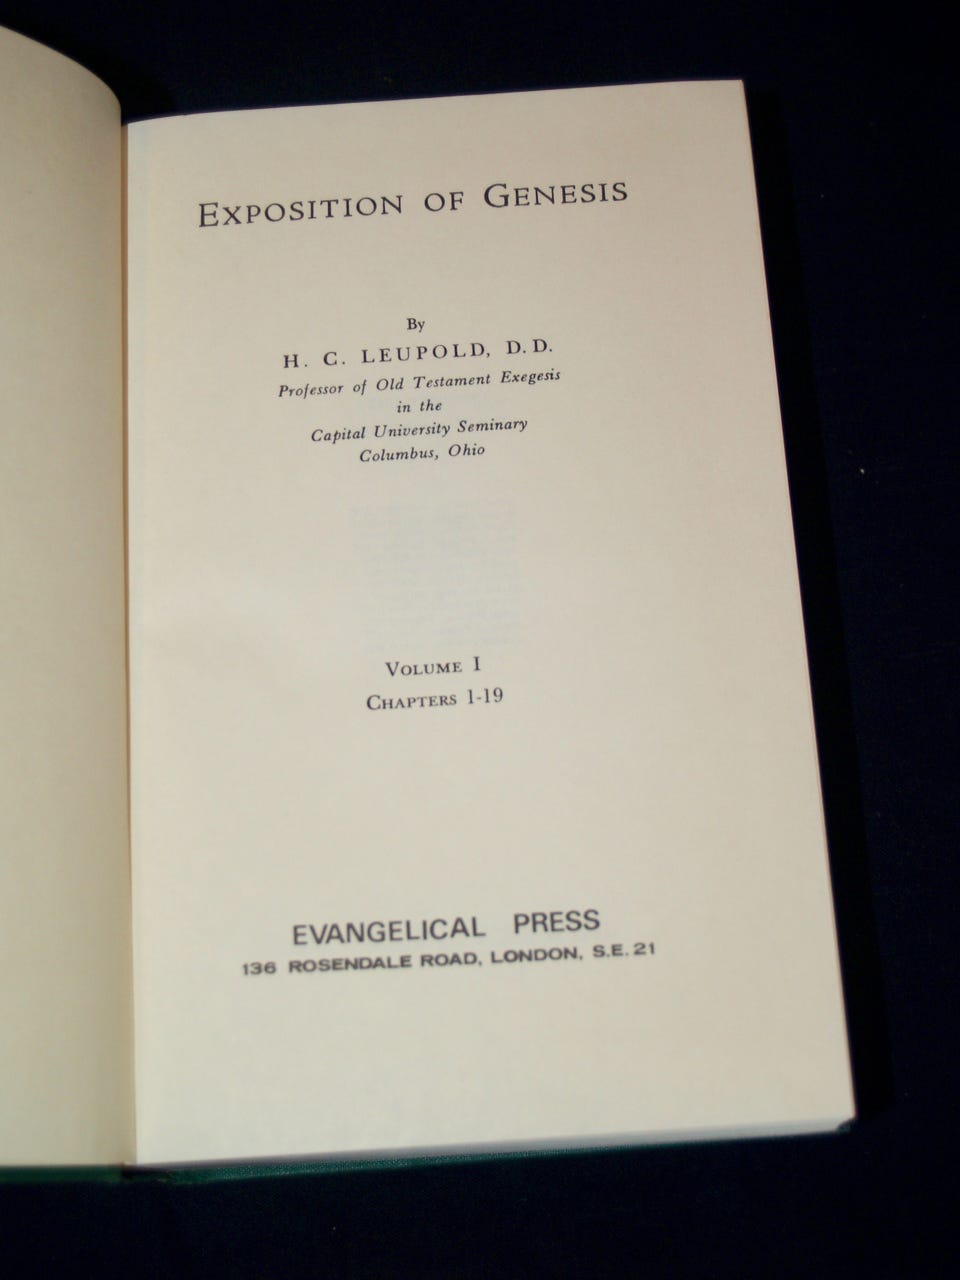 EXPOSITION OF GENESIS
By
H. C. LEUPOLD, D.D.
Professor of Old Testament Exegesis
in the
Capital University Seminary
Columbus, Ohio
VOLUME I
CHAPTERS 1-19
EVANGELICAL PRESS
136 ROSENDALE ROAD, LONDON, S.E. 21